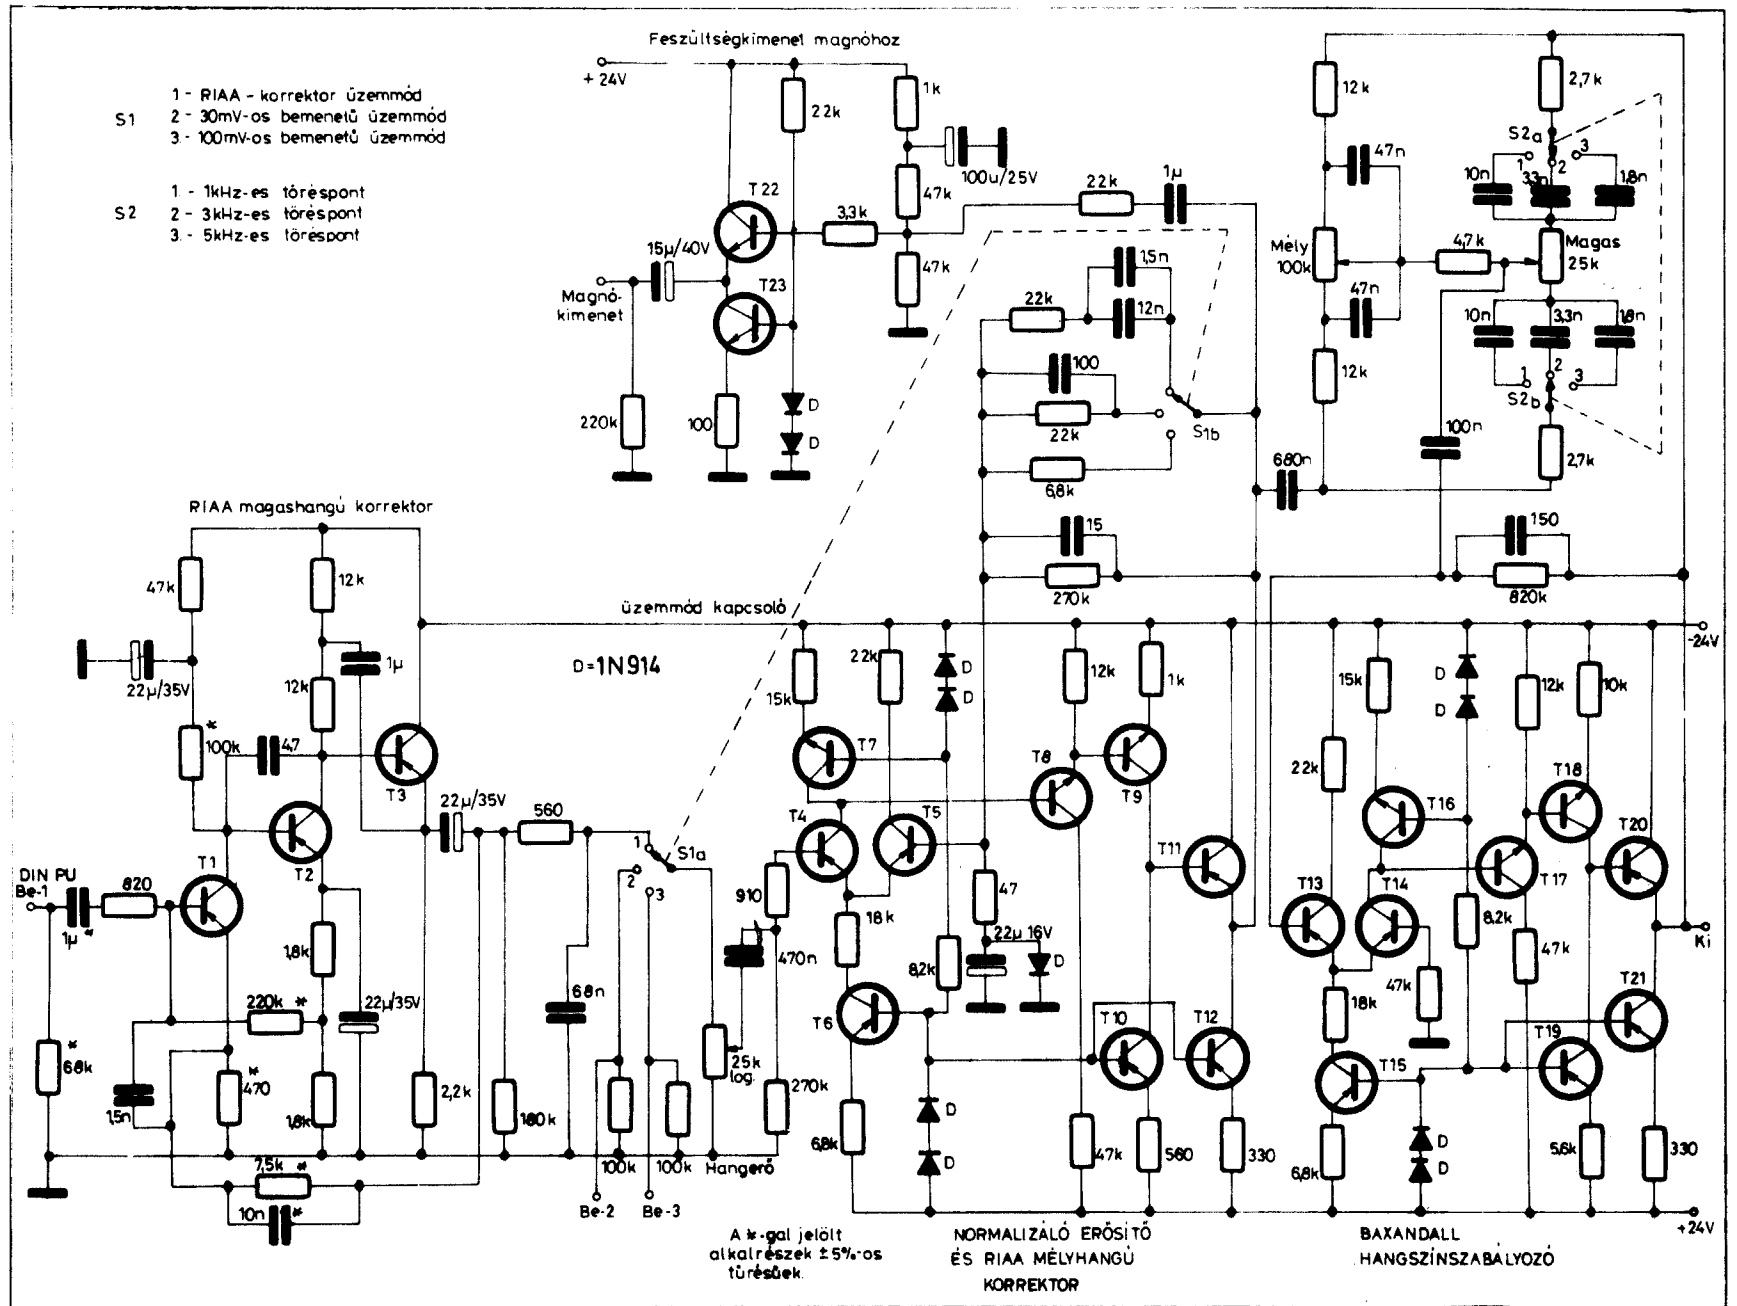 Feszültségkimenet magnóhoz
+24V
S1
1 - RIAA - korrektor üzemmód
2 - 30mV-os bemenetű üzemmód
3 - 100mV-os bemenetű üzemmód
S2
1 - 1kHz-es töréspont
2 - 3kHz-es töréspont
3 - 5kHz-es töréspont
22k
1k
100u/25V
47k
T22
3,3k
22k
1µ
15µ/40V
T23
47k
Magnó-
kimenet
220k
100
D
D
1,5n
22k
12n
100
22k
S1b
6,8k
15
270k
12k
47n
Mély
100k
47n
12k
680n
2,7k
S2a
1
2
3
10n
3,3n
1,8n
4,7k
Magas
25k
10n
3,3n
1,8n
1
2
3
S2b
100n
2,7k
150
820k
RIAA magashangú korrektor
47k
12k
22µ/35V
1µ
12k
*
100k
4,7
T3
T2
T1
DIN PU
Be-1
820
1µ*
22µ/35V
560
1,8k
220k *
22µ/35V
*
68k
1,5n
*
470
1,8k
2,2k
180k
7,5k *
10n *
68n
1
2
3
S1a
25k
log.
Hangerő
100k
100k
Be-2
Be-3
üzemmód kapcsoló
-24V
D=1N914
15k
22k
D
D
T7
T4
T5
910
470n
18k
8,2k
T6
270k
6,8k
D
D
47
22µ 16V
D
12k
1k
T8
T9
T11
T10
T12
47k
560
330
15k
22k
D
D
12k
10k
T16
T18
T20
T13
T14
T17
8,2k
47k
18k
47k
Ki
T15
T19
T21
6,8k
D
D
5,6k
330
+24V
A *-gal jelölt
alkalrészek ±5%-os
tűrésűek.
NORMALIZÁLÓ ERŐSÍTŐ
ÉS RIAA MÉLYHANGÚ
KORREKTOR
BAXANDALL
HANGSZÍNSZABÁLYOZÓ